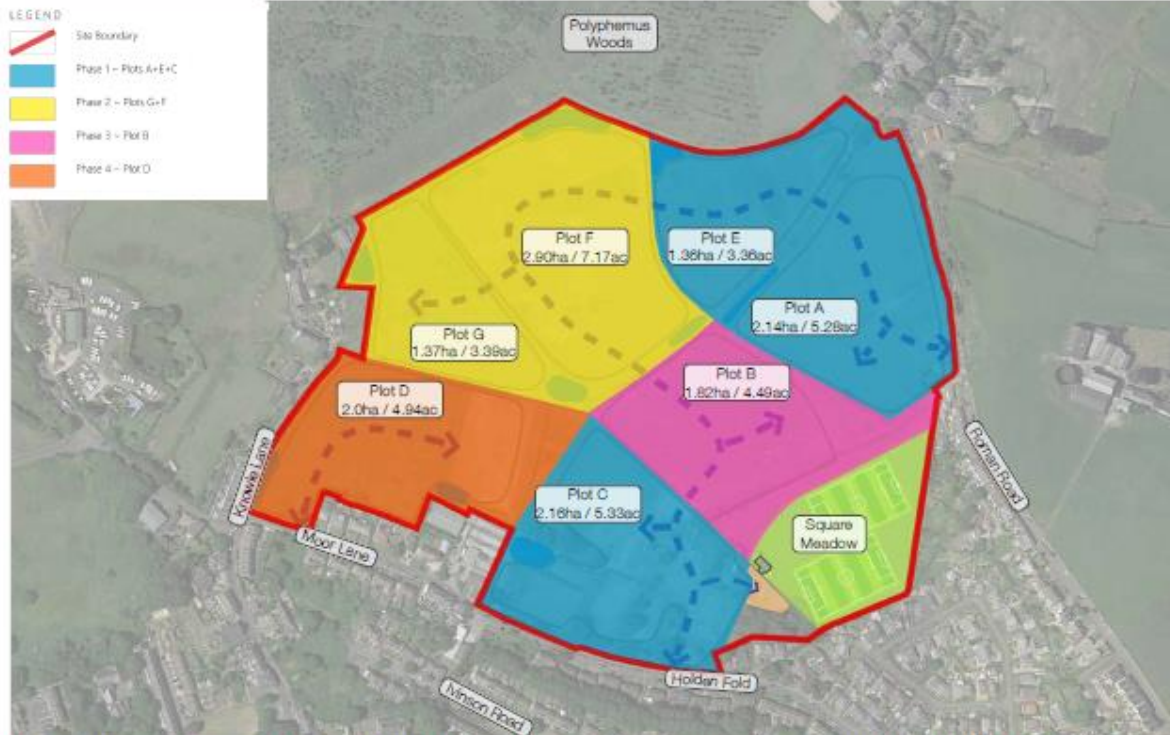 LEGEND
Site Boundary
Phase 1 - Plots A+E+C
Phase 2 - Plots G+F
Phase 3 - Plot B
Phase 4 - Plot D
Polyphemus
Woods
Plot F
2.90ha / 7.17ac
Plot E
1.36ha / 3.36ac
Plot A
2.14ha / 5.28ac
Plot G
1.37ha / 3.39ac
Plot B
1.82ha / 4.49ac
Plot D
2.0ha / 4.94ac
Knowle Lane
Roman Road
Plot C
2.16ha / 5.33ac
Square
Meadow
Moor Lane
Holden Fold
Ivinson Road